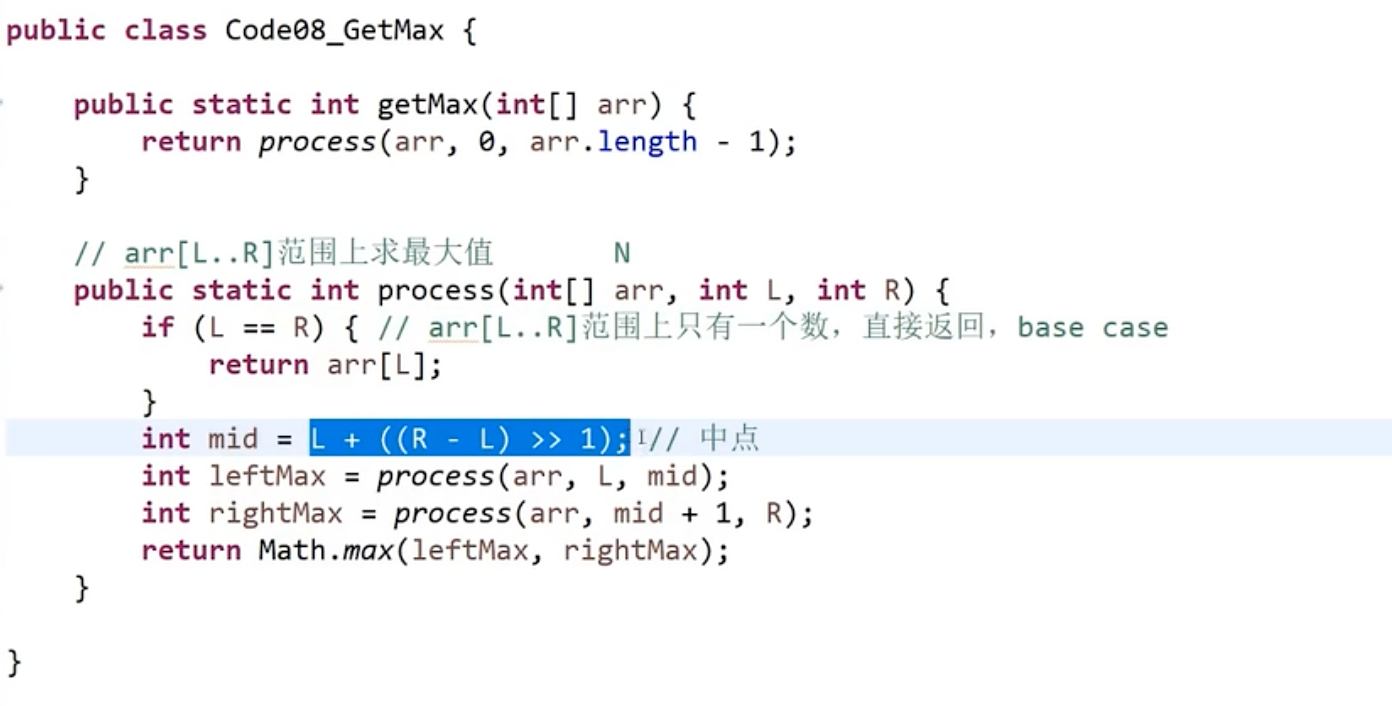 public class Code08_GetMax {
public static int getMax(int[] arr) {
return process(arr, 0, arr.length - 1);
}
// arr[L..R]范围上求最大值 N
public static int process(int[] arr, int L, int R) {
if (L == R) { // arr[L..R]范围上只有一个数，直接返回，base case
return arr[L];
}
int mid = L + ((R - L) >> 1); // 中点
int leftMax = process(arr, L, mid);
int rightMax = process(arr, mid + 1, R);
return Math.max(leftMax, rightMax);
}
}